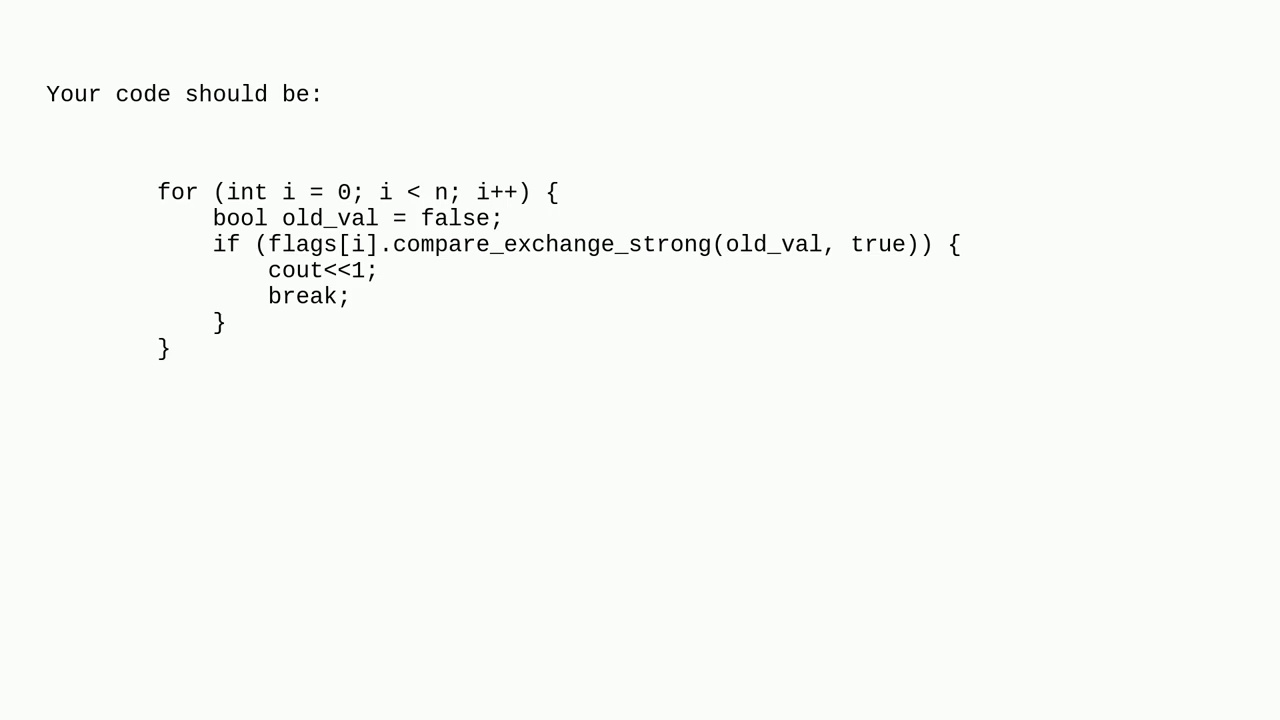 Your code should be:
for (int i = 0; i < n; i++) {
    bool old_val = false;
    if (flags[i].compare_exchange_strong(old_val, true)) {
        cout<<1;
        break;
    }
}